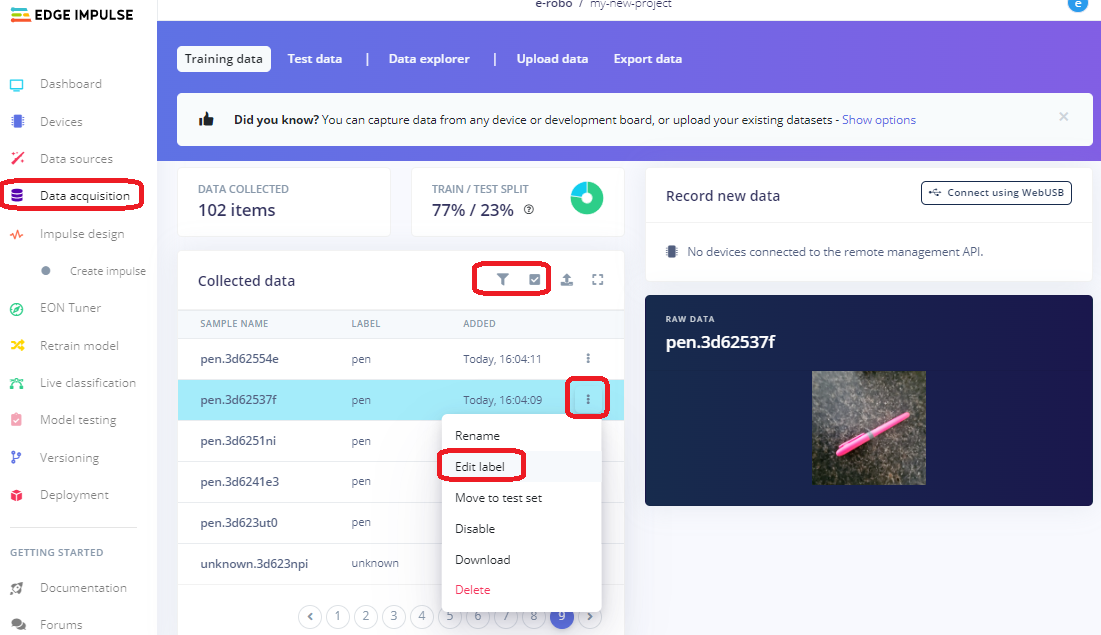 EDGE IMPULSE
e-robo / my-new-project
e
Dashboard
Devices
Data sources
Data acquisition
Impulse design
Create impulse
EON Tuner
Retrain model
Live classification
Model testing
Versioning
Deployment
GETTING STARTED
Documentation
Forums
Training data Test data | Data explorer | Upload data Export data
Did you know? You can capture data from any device or development board, or upload your existing datasets - Show options
×
DATA COLLECTED
102 items
TRAIN / TEST SPLIT
77% / 23% ?
Collected data
SAMPLE NAME LABEL ADDED
pen.3d62554e pen Today, 16:04:11
pen.3d62537f pen Today, 16:04:09
pen.3d6251ni pen
pen.3d6241e3 pen
pen.3d623ut0 pen
unknown.3d623npi unknown
Rename
Edit label
Move to test set
Disable
Download
Delete
‹ 1 2 3 4 5 6 7 8 9 ›
Record new data
Connect using WebUSB
No devices connected to the remote management API.
RAW DATA
pen.3d62537f